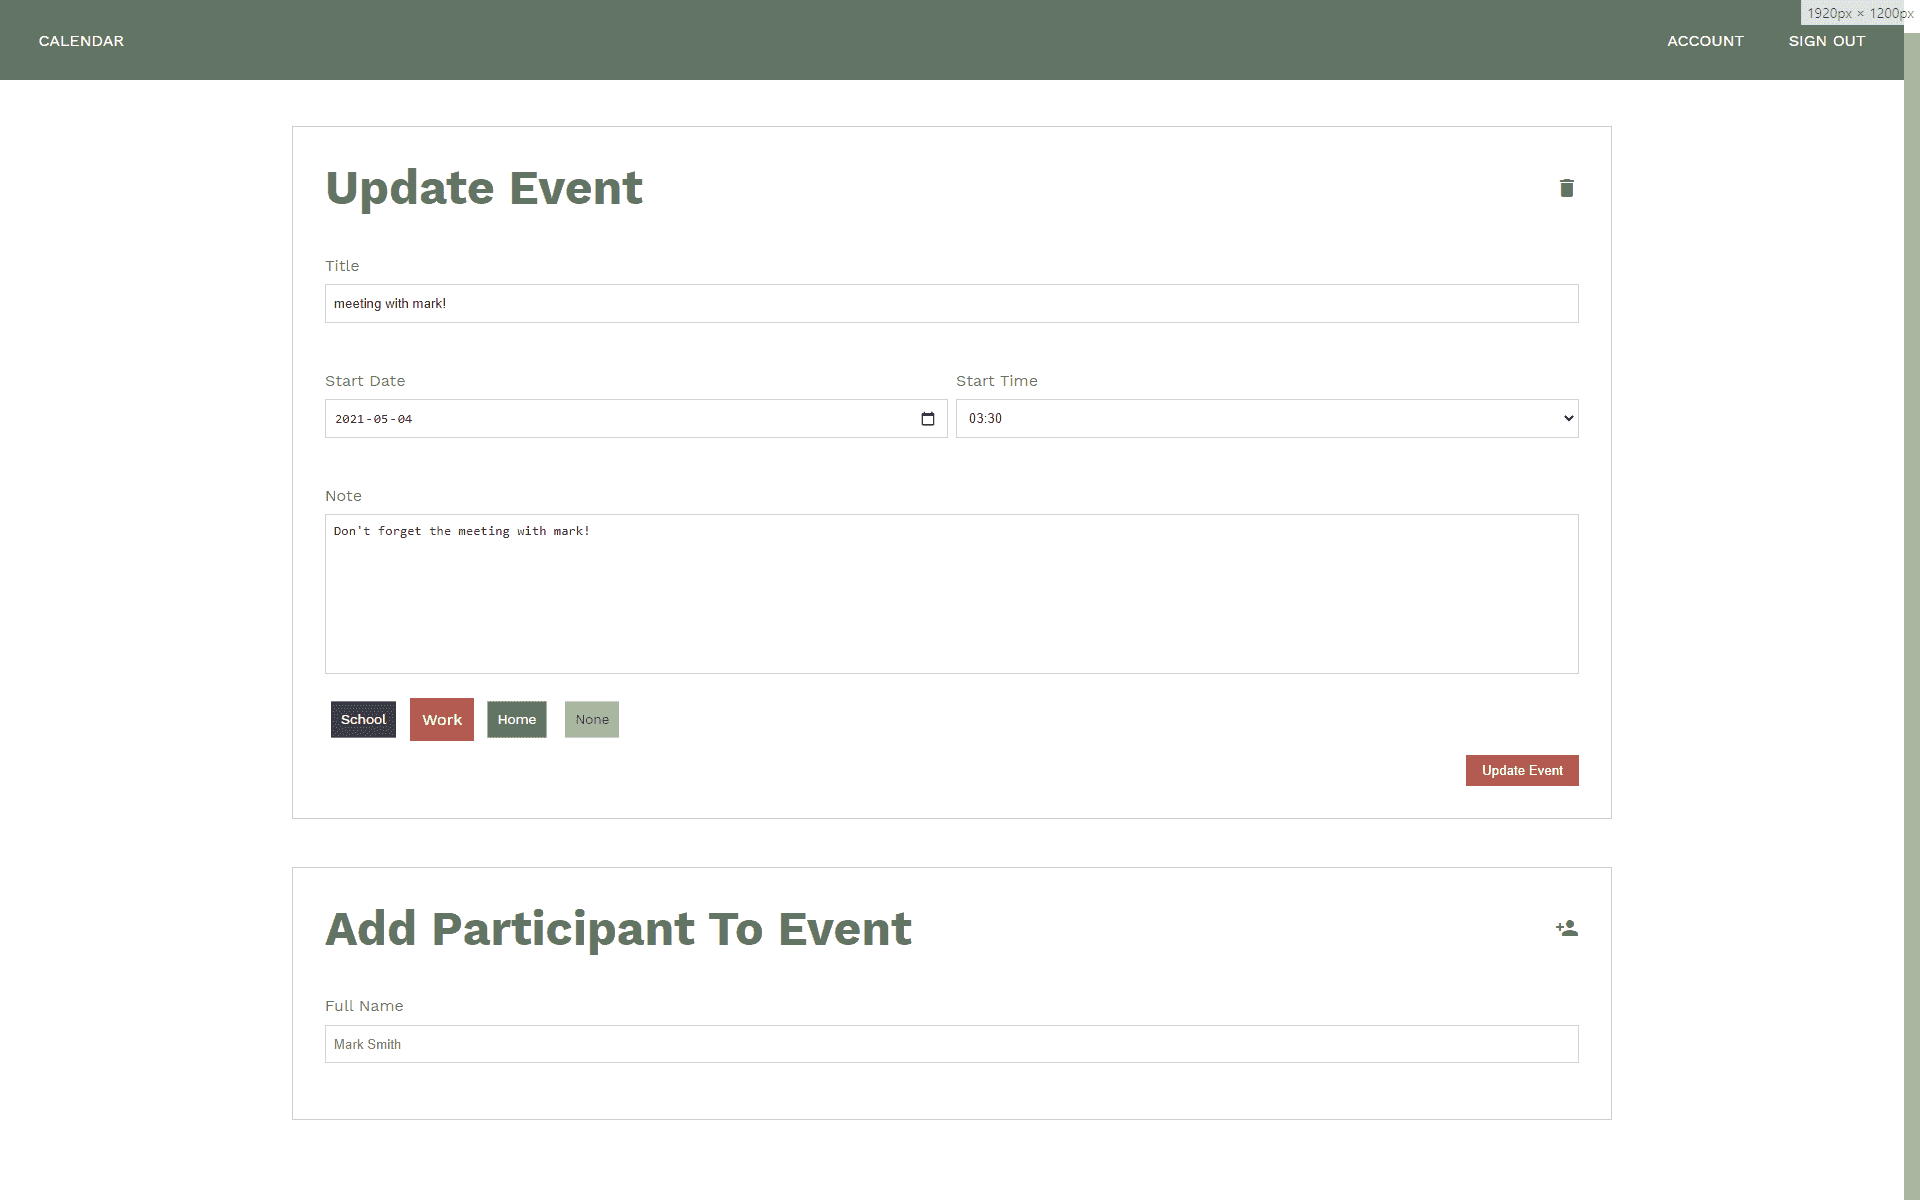 1920px × 1200px
CALENDAR ACCOUNT SIGN OUT
Update Event
Title
meeting with mark!
Start Date Start Time
2021-05-04 03:30
Note
Don't forget the meeting with mark!
School Work Home None
Update Event
Add Participant To Event
Full Name
Mark Smith